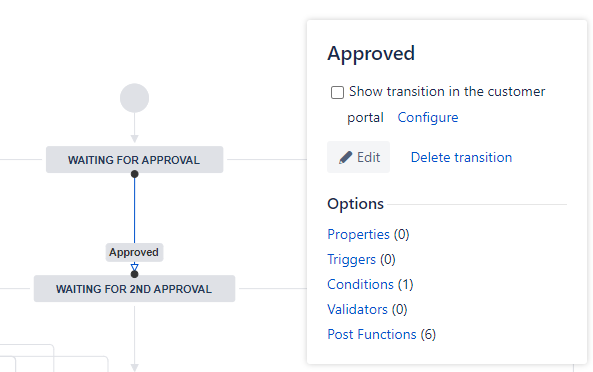 WAITING FOR APPROVAL
Approved
WAITING FOR 2ND APPROVAL
Approved
Show transition in the customer
portal Configure
Edit Delete transition
Options
Properties (0)
Triggers (0)
Conditions (1)
Validators (0)
Post Functions (6)